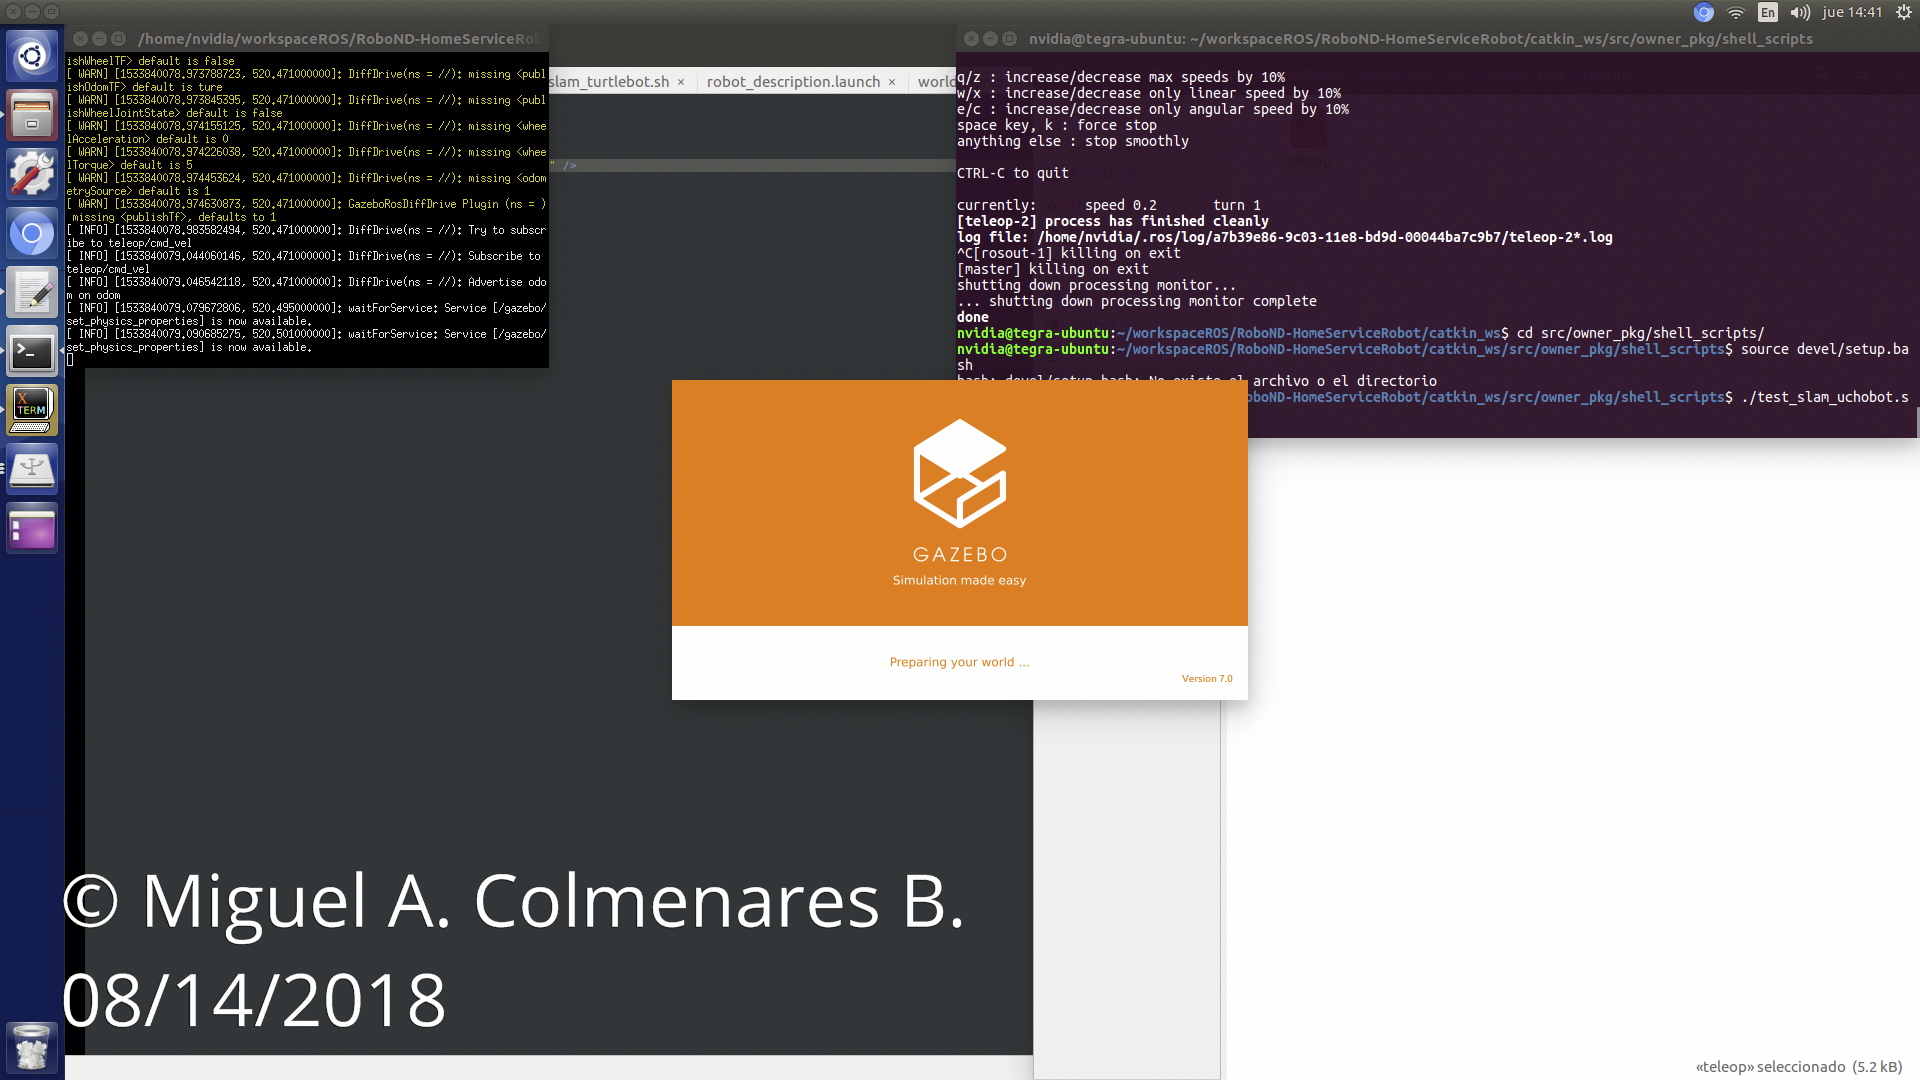 En
jue 14:41
/home/nvidia/workspaceROS/RoboND-HomeServiceRob
ishWheelTF> default is false
[ WARN] [1533840078.973788723, 520.471000000]: DiffDrive(ns = //): missing <publ
ishOdomTF> default is ture
[ WARN] [1533840078.973845395, 520.471000000]: DiffDrive(ns = //): missing <publ
ishWheelJointState> default is false
[ WARN] [1533840078.974155125, 520.471000000]: DiffDrive(ns = //): missing <whee
lAcceleration> default is 0
[ WARN] [1533840078.974226038, 520.471000000]: DiffDrive(ns = //): missing <whee
lTorque> default is 5
[ WARN] [1533840078.974453624, 520.471000000]: DiffDrive(ns = //): missing <odom
etrySource> default is 1
[ WARN] [1533840078.974630873, 520.471000000]: GazeboRosDiffDrive Plugin (ns = )
missing <publishTf>, defaults to 1
[ INFO] [1533840078.983582494, 520.471000000]: DiffDrive(ns = //): Try to subscr
ibe to teleop/cmd_vel
[ INFO] [1533840079.044060146, 520.471000000]: DiffDrive(ns = //): Subscribe to
teleop/cmd_vel
[ INFO] [1533840079.046542118, 520.471000000]: DiffDrive(ns = //): Advertise odo
m on odom
[ INFO] [1533840079.079672806, 520.495000000]: waitForService: Service [/gazebo/
set_physics_properties] is now available.
[ INFO] [1533840079.090685275, 520.501000000]: waitForService: Service [/gazebo/
set_physics_properties] is now available.
slam_turtlebot.sh × robot_description.launch × world
" />
nvidia@tegra-ubuntu: ~/workspaceROS/RoboND-HomeServiceRobot/catkin_ws/src/owner_pkg/shell_scripts
q/z : increase/decrease max speeds by 10%
w/x : increase/decrease only linear speed by 10%
e/c : increase/decrease only angular speed by 10%
space key, k : force stop
anything else : stop smoothly
CTRL-C to quit
currently: speed 0.2 turn 1
[teleop-2] process has finished cleanly
log file: /home/nvidia/.ros/log/a7b39e86-9c03-11e8-bd9d-00044ba7c9b7/teleop-2*.log
^C[rosout-1] killing on exit
[master] killing on exit
shutting down processing monitor...
... shutting down processing monitor complete
done
nvidia@tegra-ubuntu:~/workspaceROS/RoboND-HomeServiceRobot/catkin_ws$ cd src/owner_pkg/shell_scripts/
nvidia@tegra-ubuntu:~/workspaceROS/RoboND-HomeServiceRobot/catkin_ws/src/owner_pkg/shell_scripts$ source devel/setup.ba
sh
bash: devel/setup.bash: No existe el archivo o el directorio
oboND-HomeServiceRobot/catkin_ws/src/owner_pkg/shell_scripts$ ./test_slam_uchobot.s
X
TERM
GAZEBO
Simulation made easy
Preparing your world ...
Version 7.0
© Miguel A. Colmenares B.
08/14/2018
«teleop» seleccionado (5.2 kB)